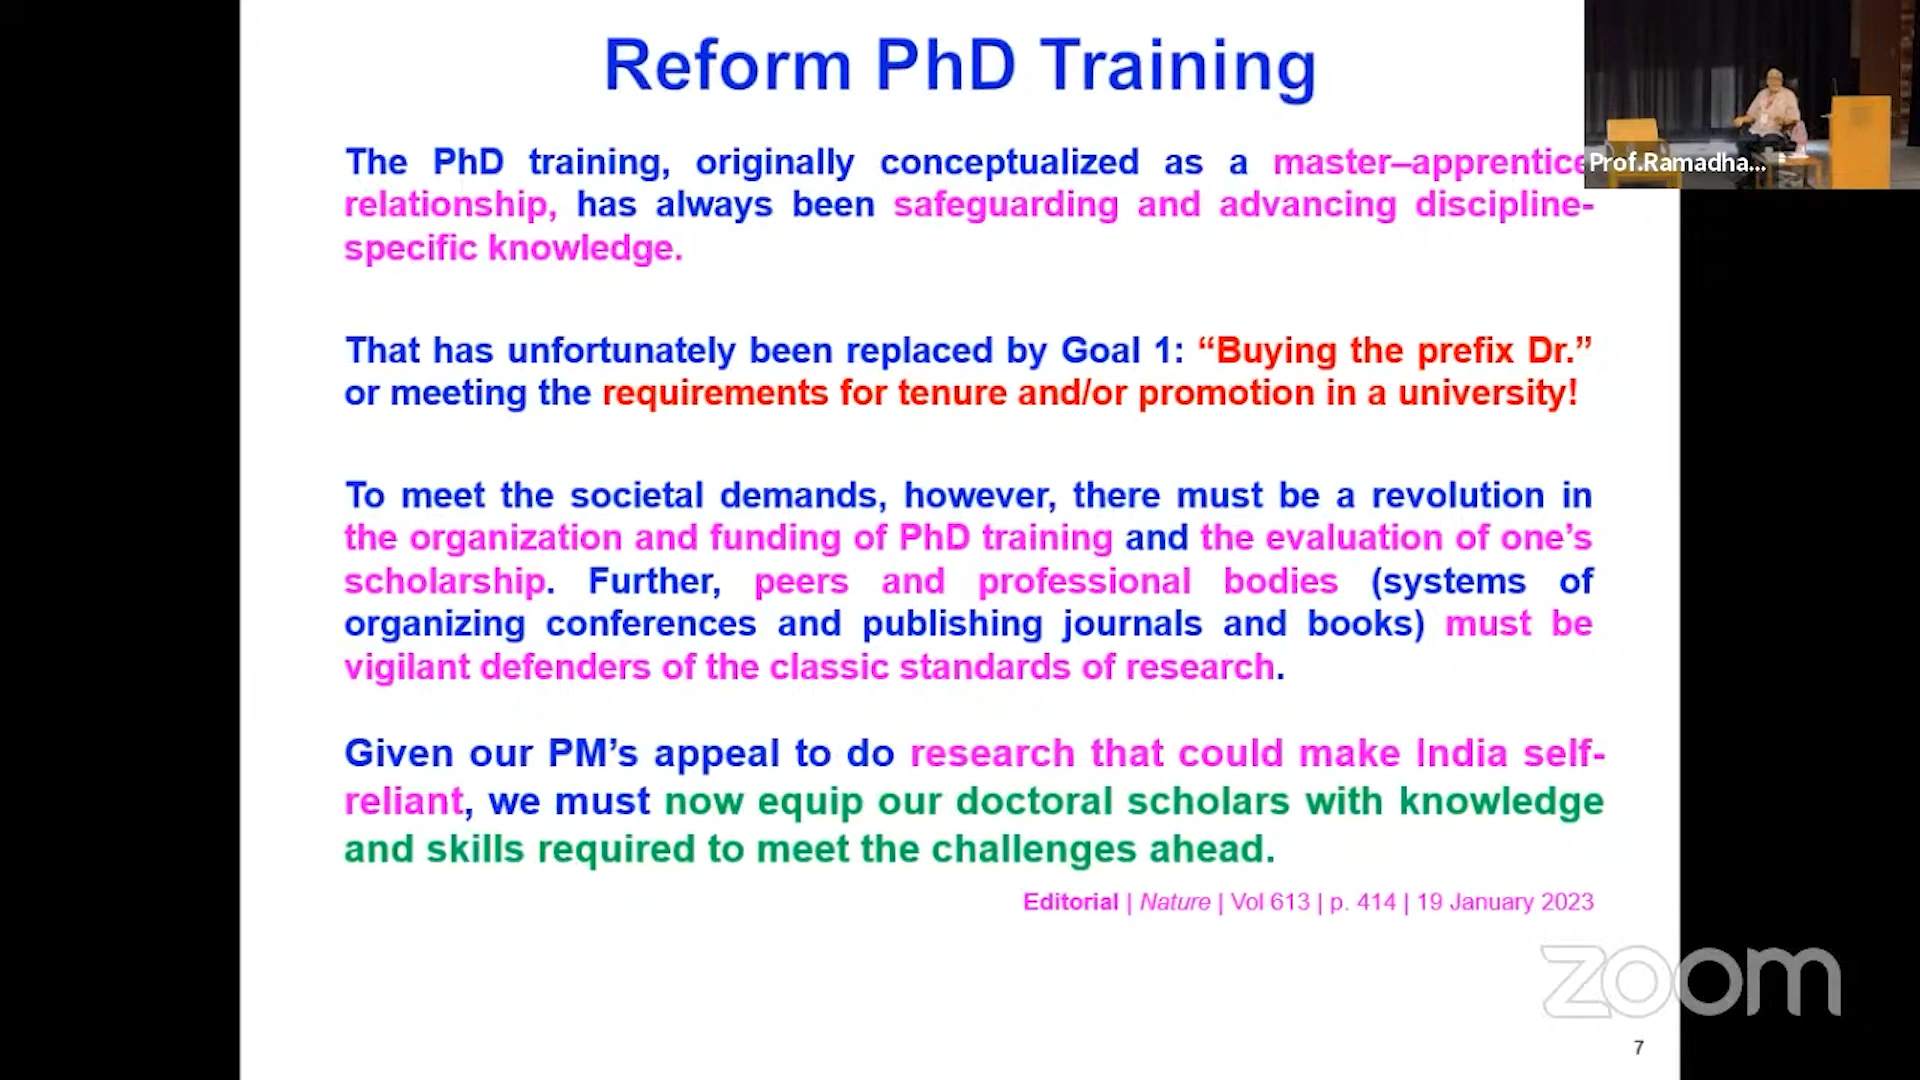 Reform PhD Training
Prof.Ramadha...
The PhD training, originally conceptualized as a master–apprentice
relationship, has always been safeguarding and advancing discipline-
specific knowledge.
That has unfortunately been replaced by Goal 1: “Buying the prefix Dr.”
or meeting the requirements for tenure and/or promotion in a university!
To meet the societal demands, however, there must be a revolution in
the organization and funding of PhD training and the evaluation of one’s
scholarship. Further, peers and professional bodies (systems of
organizing conferences and publishing journals and books) must be
vigilant defenders of the classic standards of research.
Given our PM’s appeal to do research that could make India self-
reliant, we must now equip our doctoral scholars with knowledge
and skills required to meet the challenges ahead.
Editorial | Nature | Vol 613 | p. 414 | 19 January 2023
zoom
7